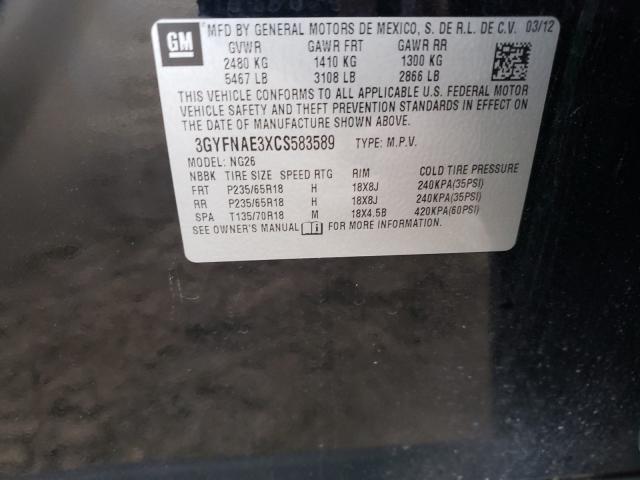 GM
MFD BY GENERAL MOTORS DE MEXICO, S. DE R.L. DE C.V. 03/12
GVWR GAWR FRT GAWR RR
2480 KG 1410 KG 1300 KG
5467 LB 3108 LB 2866 LB
THIS VEHICLE CONFORMS TO ALL APPLICABLE U.S. FEDERAL MOTOR
VEHICLE SAFETY AND THEFT PREVENTION STANDARDS IN EFFECT ON
THE DATE OF MANUFACTURE SHOWN ABOVE.
3GYFNAE3XCS583589 TYPE: M.P.V.
MODEL: NG26
NBBK TIRE SIZE SPEED RTG RIM COLD TIRE PRESSURE
FRT P235/65R18 H 18X8J 240KPA(35PSI)
RR P235/65R18 H 18X8J 240KPA(35PSI)
SPA T135/70R18 M 18X4.5B 420KPA(60PSI)
SEE OWNER'S MANUAL FOR MORE INFORMATION.